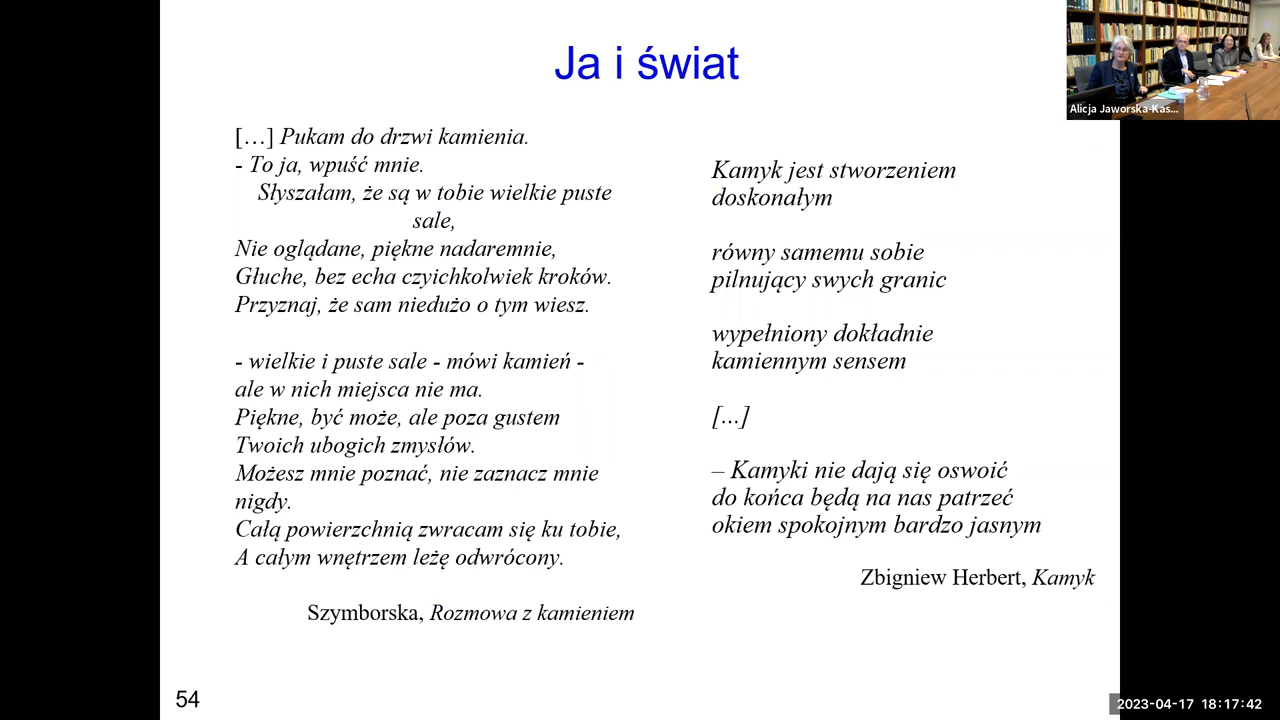 Ja i świat
[…] Pukam do drzwi kamienia.
- To ja, wpuść mnie.
Słyszałam, że są w tobie wielkie puste
sale,
Nie oglądane, piękne nadaremnie,
Głuche, bez echa czyichkolwiek kroków.
Przyznaj, że sam niedużo o tym wiesz.
- wielkie i puste sale - mówi kamień -
ale w nich miejsca nie ma.
Piękne, być może, ale poza gustem
Twoich ubogich zmysłów.
Możesz mnie poznać, nie zaznacz mnie
nigdy.
Całą powierzchnią zwracam się ku tobie,
A całym wnętrzem leżę odwrócony.
Szymborska, Rozmowa z kamieniem
Kamyk jest stworzeniem
doskonałym
równy samemu sobie
pilnujący swych granic
wypełniony dokładnie
kamiennym sensem
[...]
– Kamyki nie dają się oswoić
do końca będą na nas patrzeć
okiem spokojnym bardzo jasnym
Zbigniew Herbert, Kamyk
54
Alicja Jaworska-Kas...
2023-04-17 18:17:42